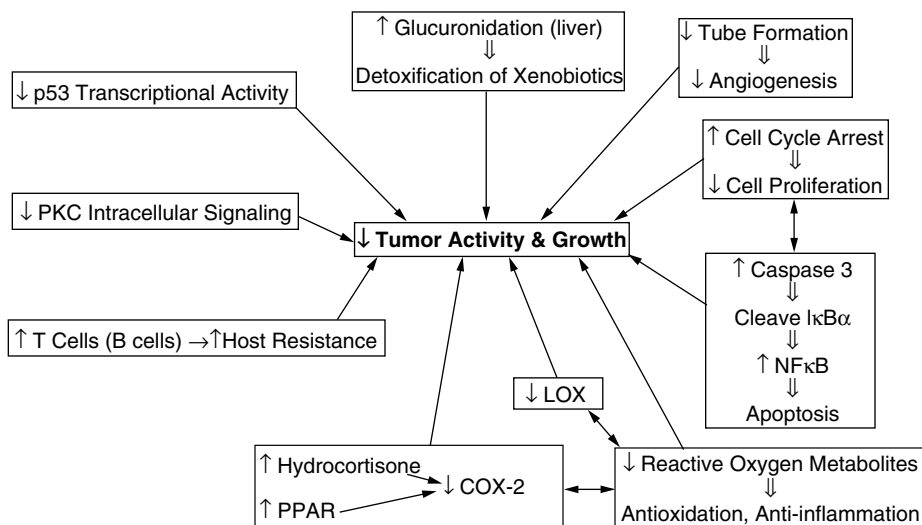 ↑ Glucuronidation (liver)
⇓
Detoxification of Xenobiotics
↓ Tube Formation
⇓
↓ Angiogenesis
↓ p53 Transcriptional Activity
↑ Cell Cycle Arrest
⇓
↓ Cell Proliferation
↓ PKC Intracellular Signaling
↓ Tumor Activity & Growth
↑ Caspase 3
⇓
Cleave IκBα
⇓
↑ NFκB
⇓
Apoptosis
↑ T Cells (B cells) →↑Host Resistance
↓ LOX
↑ Hydrocortisone
↓ COX-2
↑ PPAR
↓ Reactive Oxygen Metabolites
⇓
Antioxidation, Anti-inflammation